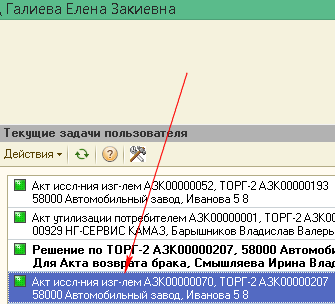 Галиева Елена Закиевна
Текущие задачи пользователя
Действия
Акт иссл-ния изг-лем АЗК00000052, ТОРГ-2 АЗК00000193
58000 Автомобильный завод, Иванова 5 8
Акт утилизации потребителем АЗК00000001, ТОРГ-2 АЗК
00929 НГ-СЕРВИС КАМАЗ, Барышников Владислав Валерь
Решение по ТОРГ-2 АЗК00000207, 58000 Автомоби
Для Акта возврата брака, Смышляева Ирина Влад
Акт иссл-ния изг-лем АЗК00000070, ТОРГ-2 АЗК00000207
58000 Автомобильный завод, Иванова 5 8